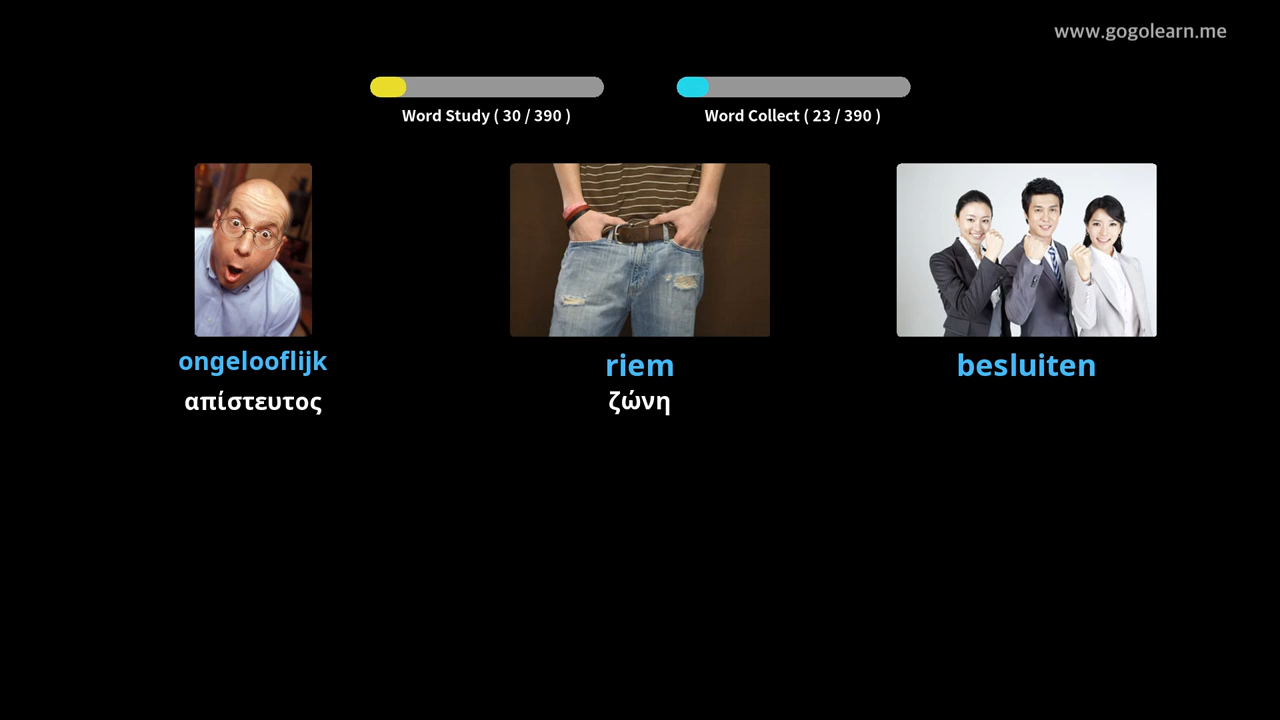 www.gogolearn.me
Word Study ( 30 / 390 )
Word Collect ( 23 / 390 )
ongelooflijk
riem
besluiten
απίστευτος
ζώνη